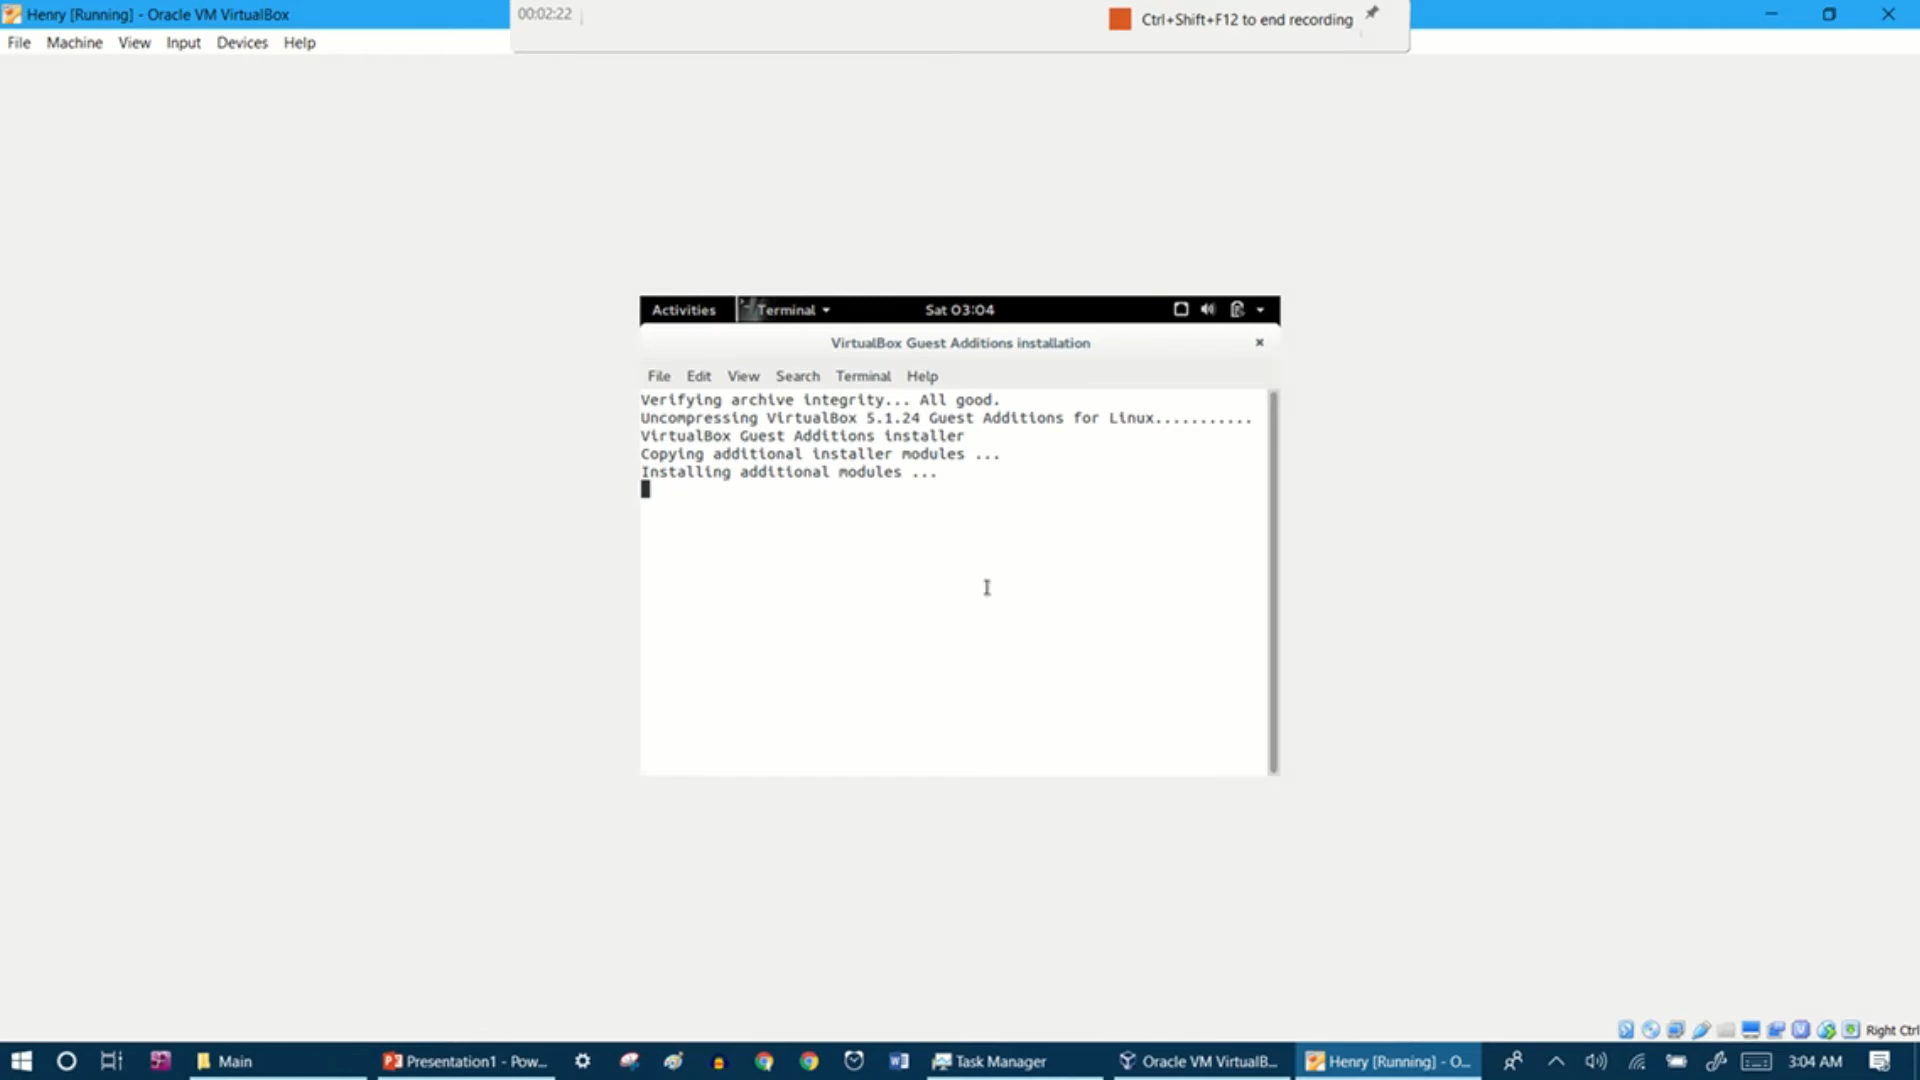 Henry [Running] - Oracle VM VirtualBox
00:02:22
Ctrl+Shift+F12 to end recording
File Machine View Input Devices Help
Activities Terminal Sat 03:04
VirtualBox Guest Additions installation
File Edit View Search Terminal Help
Verifying archive integrity... All good.
Uncompressing VirtualBox 5.1.24 Guest Additions for Linux...........
VirtualBox Guest Additions installer
Copying additional installer modules ...
Installing additional modules ...
Right Ctrl
Main Presentation1 - Pow... Task Manager Oracle VM VirtualB... Henry [Running] - O... 3:04 AM